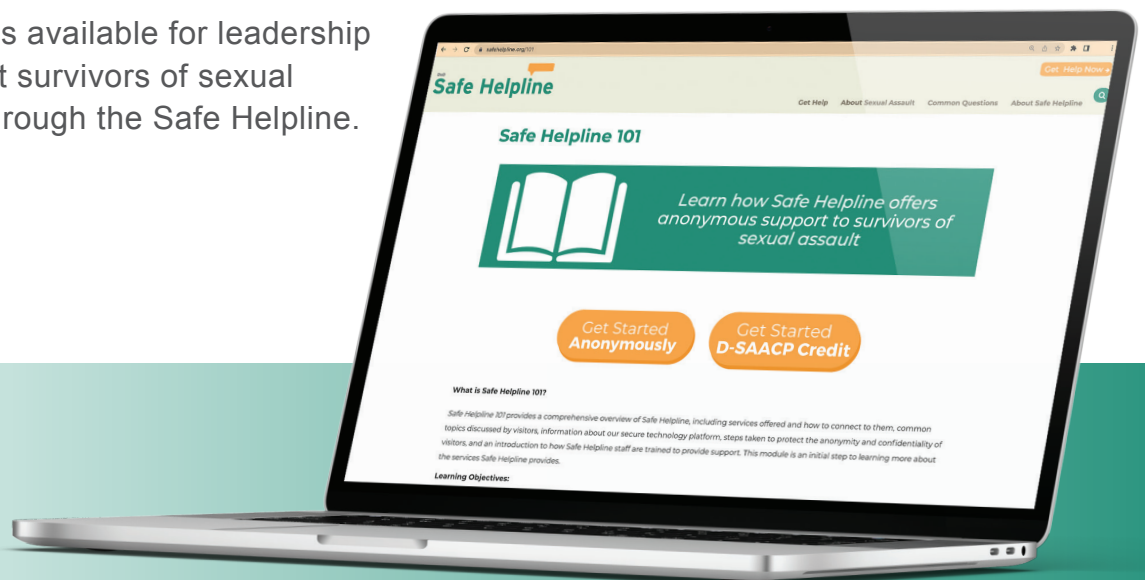 s available for leadership
t survivors of sexual
hrough the Safe Helpline.
safehelpline.org/101
Get Help Now
Safe Helpline
Get Help About Sexual Assault Common Questions About Safe Helpline
Safe Helpline 101
Learn how Safe Helpline offers
anonymous support to survivors of
sexual assault
Get Started
Anonymously
Get Started
D-SAACP Credit
What is Safe Helpline 101?
Safe Helpline 101 provides a comprehensive overview of Safe Helpline, including services offered and how to connect to them, common
topics discussed by visitors, information about our secure technology platform, steps taken to protect the anonymity and confidentiality of
visitors, and an introduction to how Safe Helpline staff are trained to provide support. This module is an initial step to learning more about
the services Safe Helpline provides.
Learning Objectives: